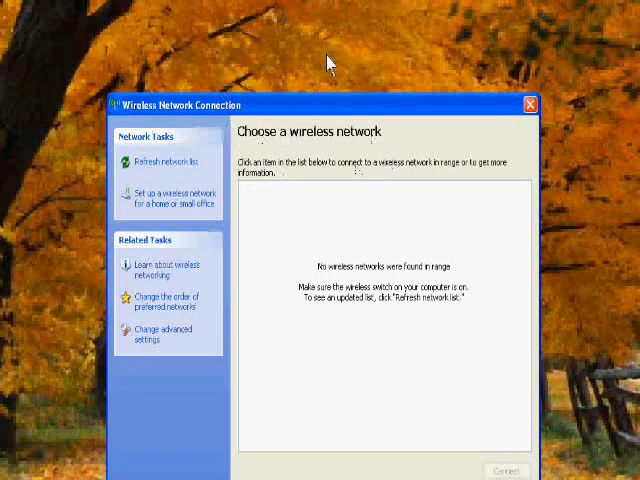 Wireless Network Connection
Network Tasks
Refresh network list
Set up a wireless network
for a home or small office
Related Tasks
Learn about wireless
networking
Change the order of
preferred networks
Change advanced
settings
Choose a wireless network
Click an item in the list below to connect to a wireless network in range or to get more
information.
No wireless networks were found in range
Make sure the wireless switch on your computer is on.
To see an updated list, click "Refresh network list."
Connect